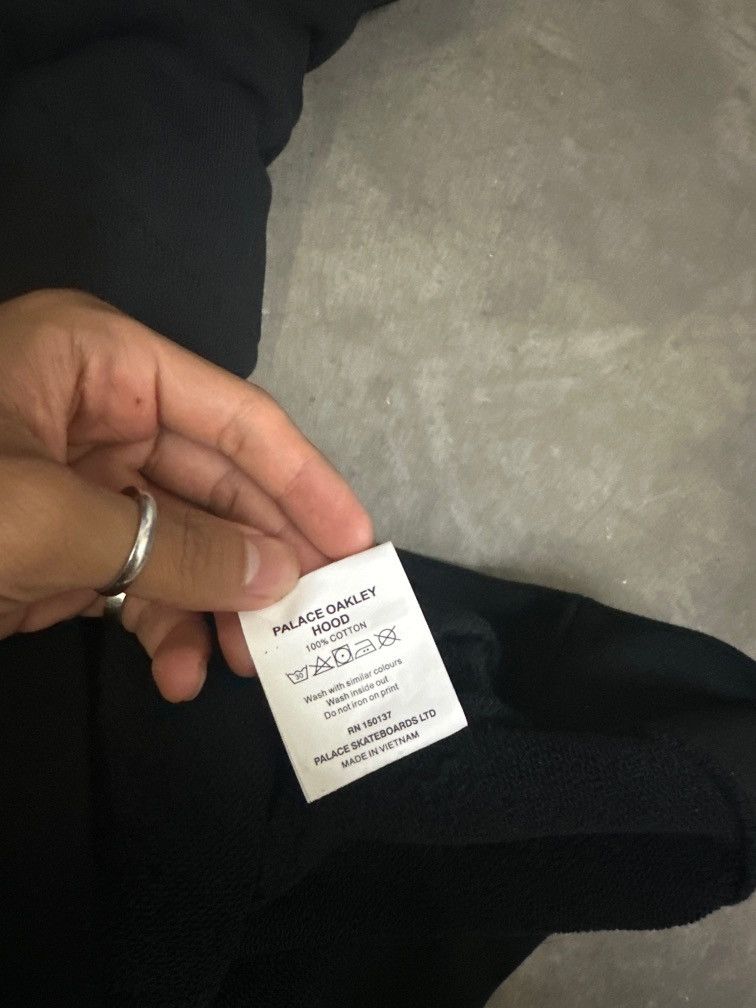 PALACE OAKLEY
HOOD
100% COTTON
30
Wash with similar colours
Wash inside out
Do not iron on print
RN 150137
PALACE SKATEBOARDS LTD
MADE IN VIETNAM